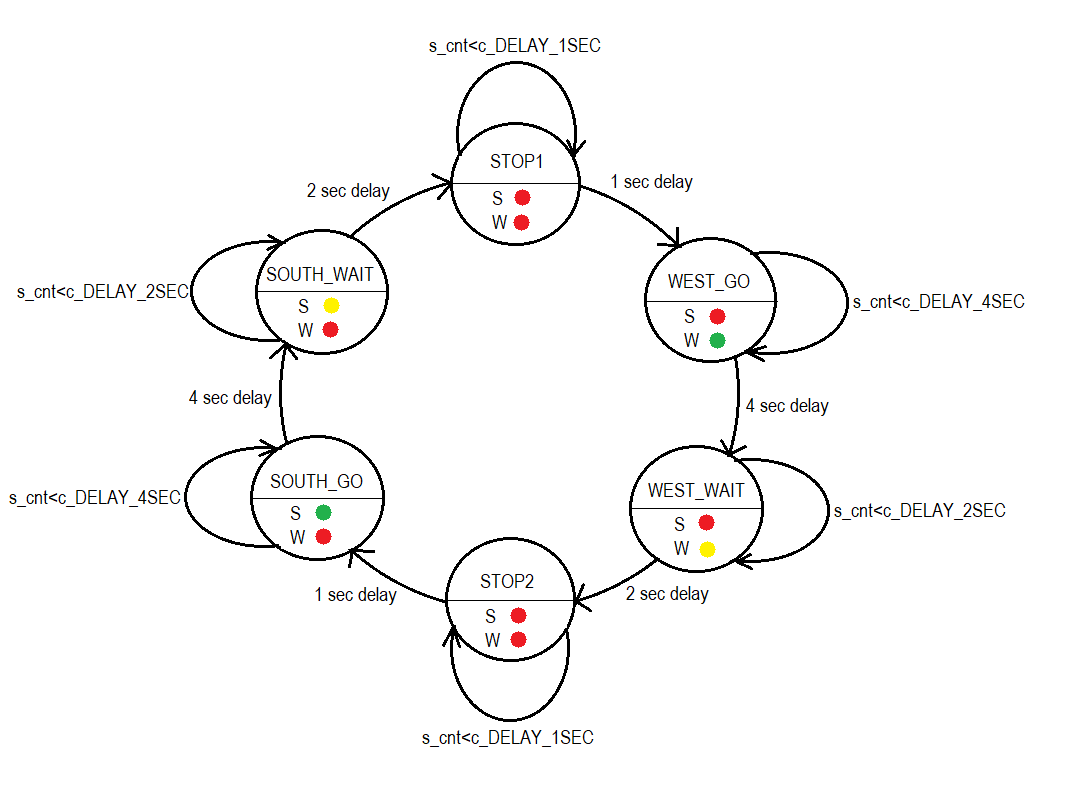 s_cnt<c_DELAY_1SEC
STOP1
S
W
2 sec delay
1 sec delay
SOUTH_WAIT
S
W
s_cnt<c_DELAY_2SEC
WEST_GO
S
W
s_cnt<c_DELAY_4SEC
4 sec delay
4 sec delay
SOUTH_GO
S
W
s_cnt<c_DELAY_4SEC
WEST_WAIT
S
W
s_cnt<c_DELAY_2SEC
STOP2
S
W
1 sec delay
2 sec delay
s_cnt<c_DELAY_1SEC